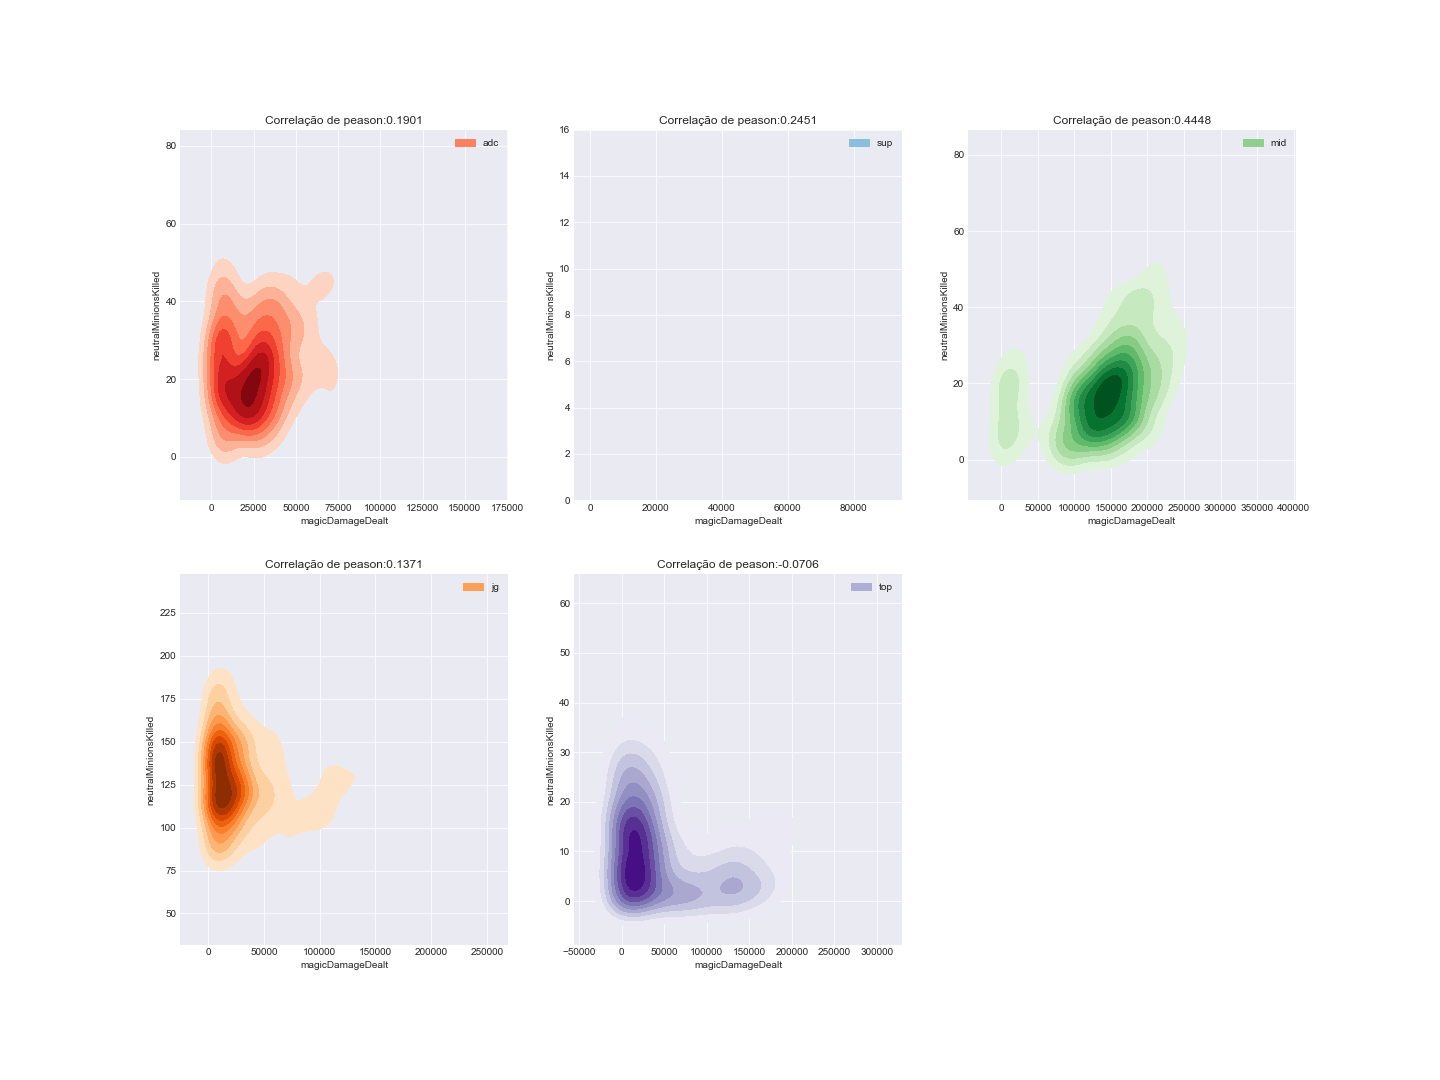 Correlação de peason:0.1901
adc
80
60
40
20
0
neutralMinionsKilled
0 25000 50000 75000 100000 125000 150000 175000
magicDamageDealt
Correlação de peason:0.2451
sup
16
14
12
10
8
6
4
2
0
neutralMinionsKilled
0 20000 40000 60000 80000
magicDamageDealt
Correlação de peason:0.4448
mid
80
60
40
20
0
neutralMinionsKilled
0 50000 100000 150000 200000 250000 300000 350000 400000
magicDamageDealt
Correlação de peason:0.1371
jg
225
200
175
150
125
100
75
50
neutralMinionsKilled
0 50000 100000 150000 200000 250000
magicDamageDealt
Correlação de peason:-0.0706
top
60
50
40
30
20
10
0
neutralMinionsKilled
−50000 0 50000 100000 150000 200000 250000 300000
magicDamageDealt